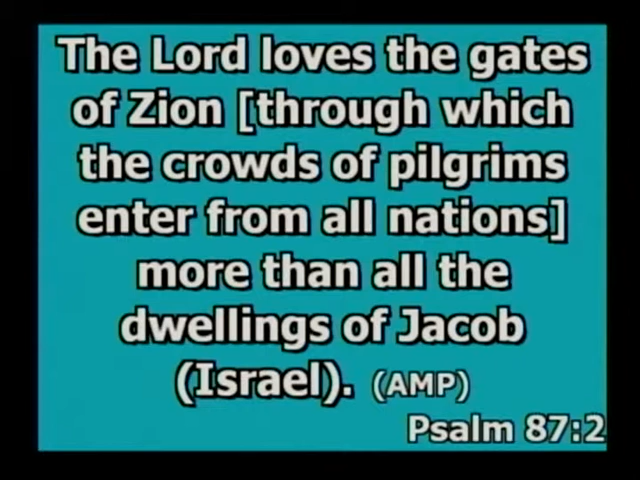 The Lord loves the gates
of Zion [through which
the crowds of pilgrims
enter from all nations]
more than all the
dwellings of Jacob
(Israel). (AMP)
Psalm 87:2